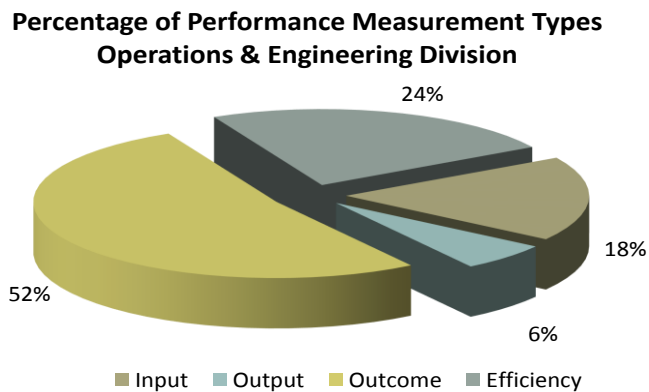 Percentage of Performance Measurement Types
Operations & Engineering Division
24%
18%
52%
6%
Input Output Outcome Efficiency